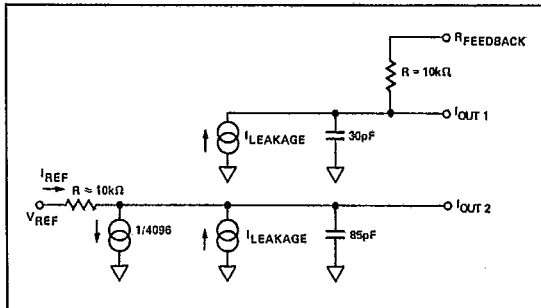 RFEEDBACK
R = 10kΩ
IOUT 1
ILEAKAGE
30pF
IREF
R ≈ 10kΩ
VREF
IOUT 2
1/4096
ILEAKAGE
85pF